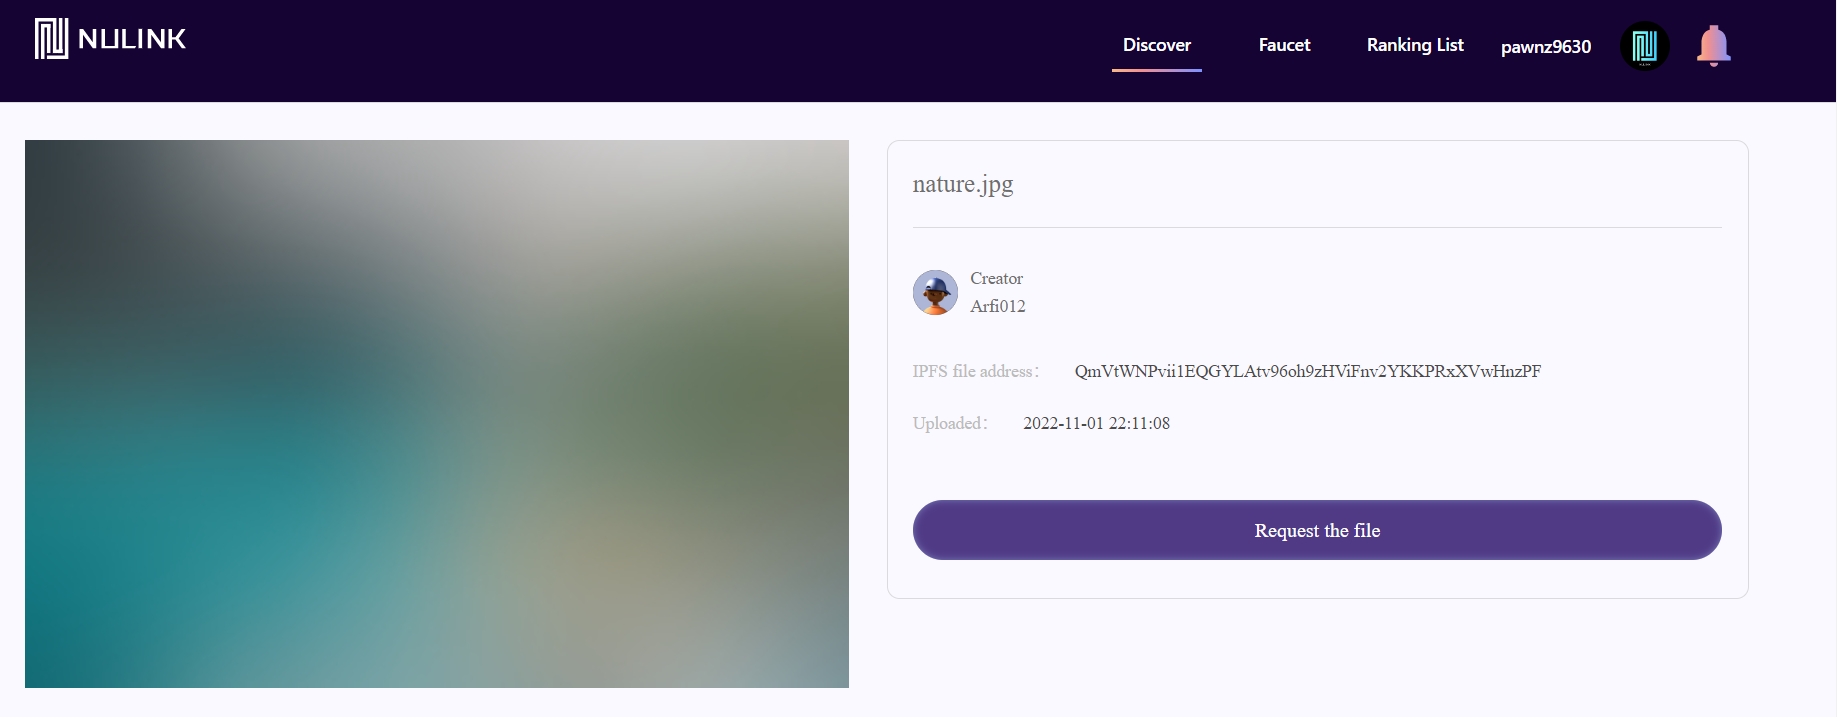 NULINK
Discover
Faucet
Ranking List
pawnz9630
nature.jpg
Creator
Arfi012
IPFS file address：
QmVtWNPvii1EQGYLAtv96oh9zHViFnv2YKKPRxXVwHnzPF
Uploaded：
2022-11-01 22:11:08
Request the file